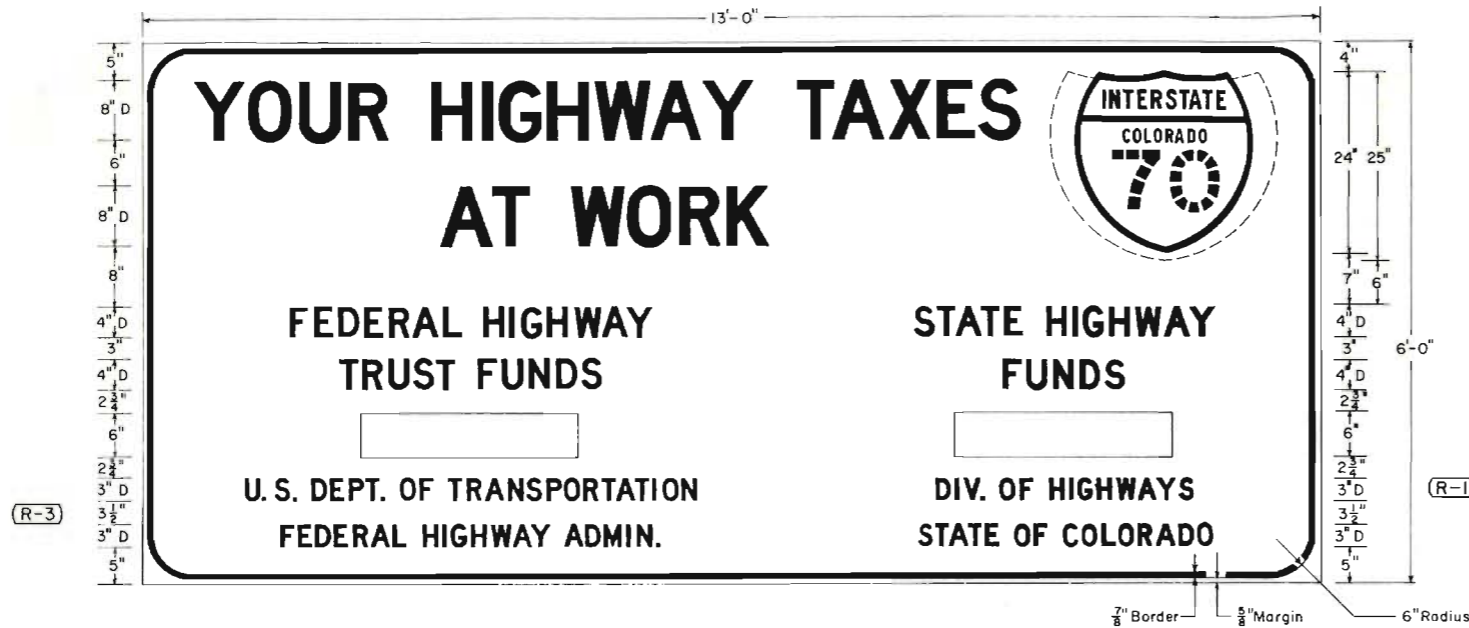 13'-0"
YOUR HIGHWAY TAXES
AT WORK
INTERSTATE
COLORADO
70
FEDERAL HIGHWAY
TRUST FUNDS
STATE HIGHWAY
FUNDS
U.S. DEPT. OF TRANSPORTATION
FEDERAL HIGHWAY ADMIN.
DIV. OF HIGHWAYS
STATE OF COLORADO
5"
8" D
6"
8" D
8"
4" D
3"
4" D
2 3/4"
6"
2 3/4"
3" D
3 1/2"
3" D
5"
(R-3)
4"
24"
25"
7"
6"
4" D
3"
4" D
2 3/4"
6"
2 3/4"
3" D
3 1/2"
3" D
5"
6'-0"
(R-1
7/8" Border
5/8" Margin
6" Radius